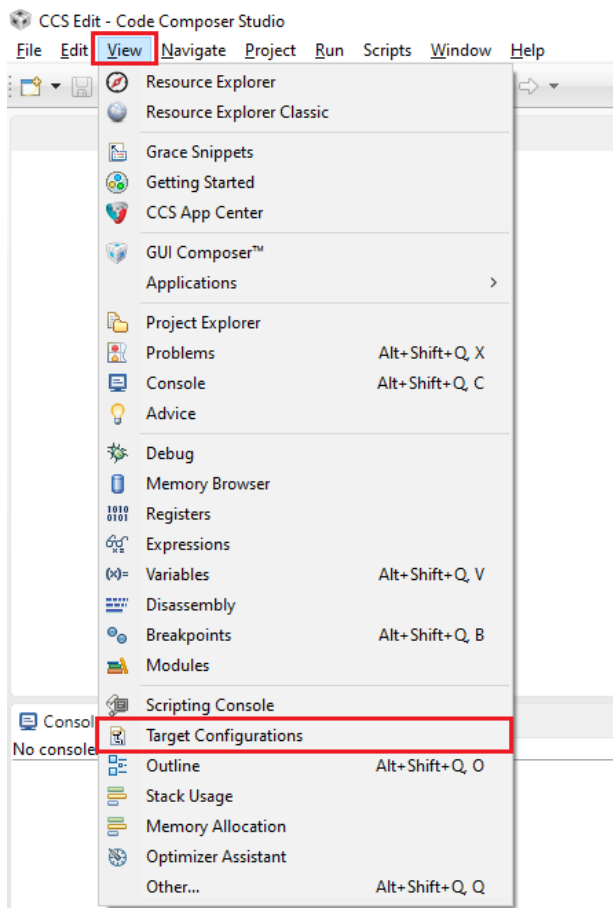 CCS Edit - Code Composer Studio
File Edit View Navigate Project Run Scripts Window Help
Resource Explorer
Resource Explorer Classic
Grace Snippets
Getting Started
CCS App Center
GUI Composer™
Applications >
Project Explorer
Problems Alt+Shift+Q, X
Console Alt+Shift+Q, C
Advice
Debug
Memory Browser
1010
0101 Registers
Expressions
(x)= Variables Alt+Shift+Q, V
Disassembly
Breakpoints Alt+Shift+Q, B
Modules
Scripting Console
Consol
Target Configurations
No console
Outline Alt+Shift+Q, O
Stack Usage
Memory Allocation
Optimizer Assistant
Other... Alt+Shift+Q, Q